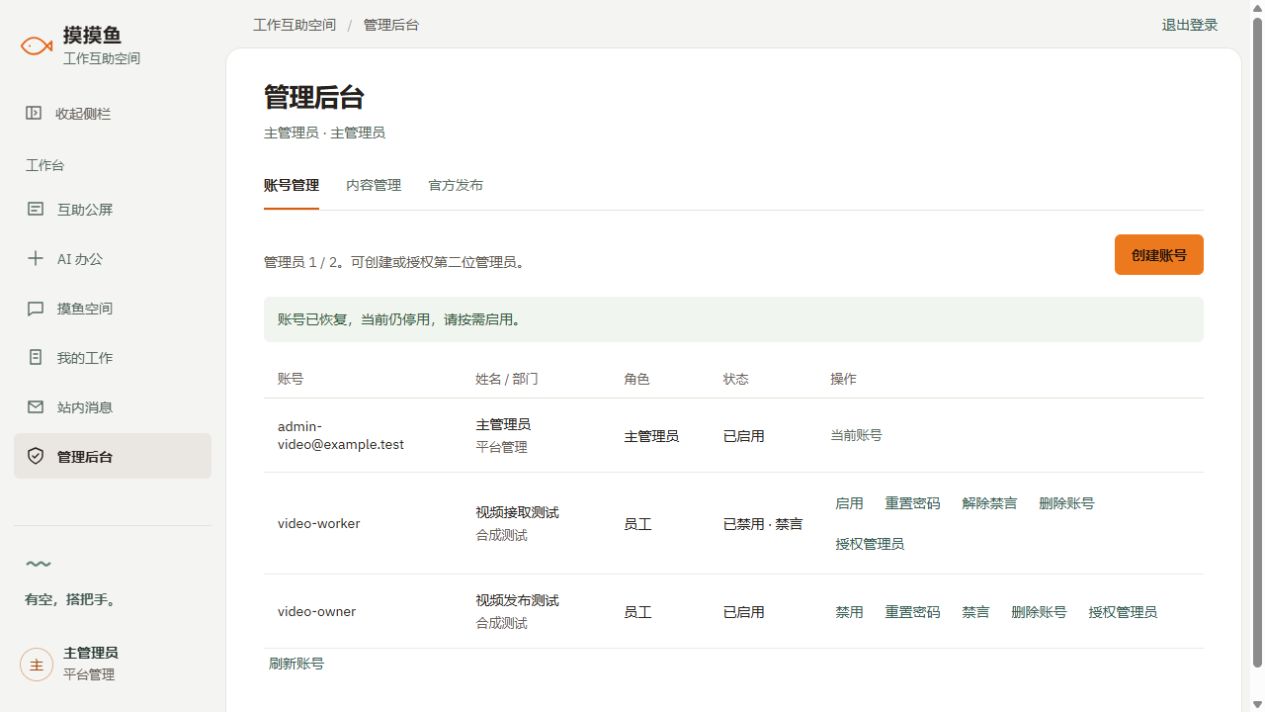 摸摸鱼
工作互助空间
收起侧栏
工作台
互助公屏
AI 办公
摸鱼空间
我的工作
站内消息
管理后台
有空，搭把手。
主
主管理员
平台管理
工作互助空间 / 管理后台
退出登录
管理后台
主管理员 · 主管理员
账号管理 内容管理 官方发布
管理员 1 / 2。可创建或授权第二位管理员。
创建账号
账号已恢复，当前仍停用，请按需启用。
账号 姓名 / 部门 角色 状态 操作
admin-
video@example.test
主管理员
平台管理
主管理员
已启用
当前账号
video-worker
视频接取测试
合成测试
员工
已禁用 · 禁言
启用 重置密码 解除禁言 删除账号
授权管理员
video-owner
视频发布测试
合成测试
员工
已启用
禁用 重置密码 禁言 删除账号 授权管理员
刷新账号